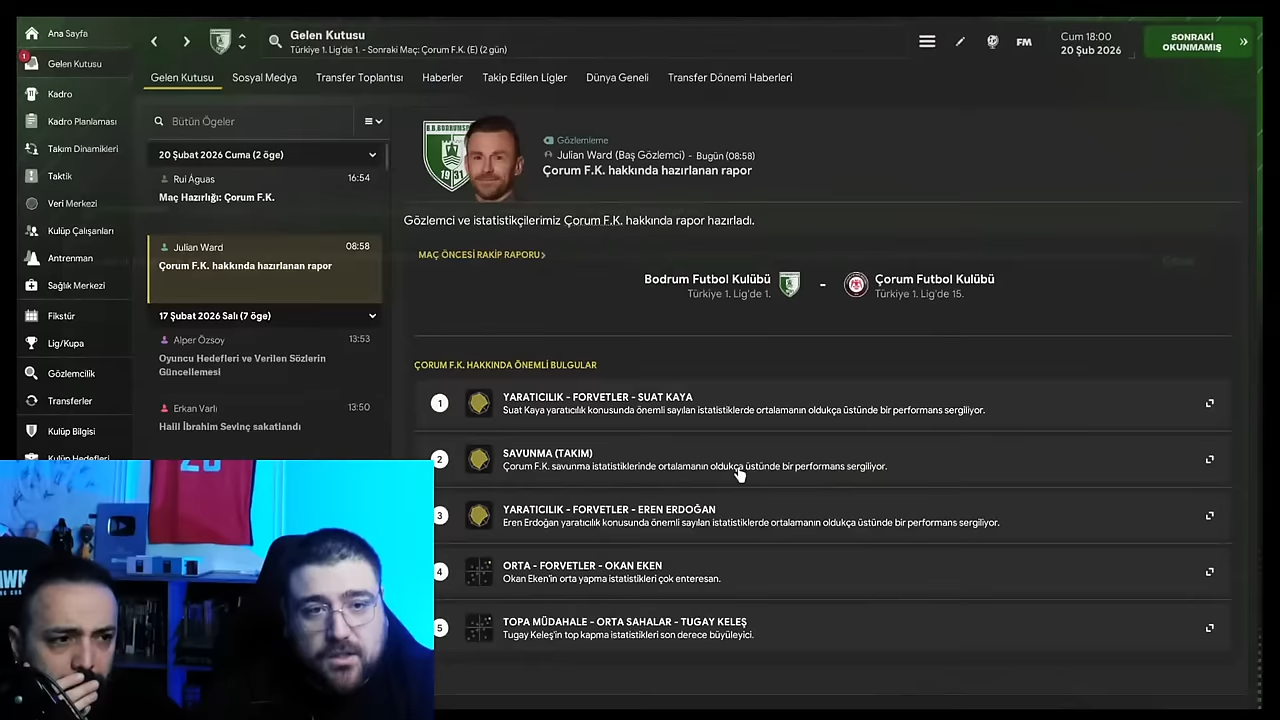 Ana Sayfa
1
Gelen Kutusu
Kadro
Kadro Planlaması
Takım Dinamikleri
Taktik
Veri Merkezi
Kulüp Çalışanları
Antrenman
Sağlık Merkezi
Fikstür
Lig/Kupa
Gözlemcilik
Transferler
Kulüp Bilgisi
Kulüp Hedefleri
Gelen Kutusu
Türkiye 1. Lig'de 1. - Sonraki Maç: Çorum F.K. (E) (2 gün)
FM
Cum 18:00
20 Şub 2026
SONRAKİ
OKUNMAMIŞ
Gelen Kutusu Sosyal Medya Transfer Toplantısı Haberler Takip Edilen Ligler Dünya Geneli Transfer Dönemi Haberleri
Bütün Ögeler
20 Şubat 2026 Cuma (2 öge)
Rui Águas 16:54
Maç Hazırlığı: Çorum F.K.
Julian Ward 08:58
Çorum F.K. hakkında hazırlanan rapor
17 Şubat 2026 Salı (7 öge)
Alper Özsoy 13:53
Oyuncu Hedefleri ve Verilen Sözlerin
Güncellemesi
Erkan Varlı 13:50
Halil İbrahim Sevinç sakatlandı
B.B.BODRUMSPOR
1931
Gözlemleme
Julian Ward (Baş Gözlemci) - Bugün (08:58)
Çorum F.K. hakkında hazırlanan rapor
Gözlemci ve istatistikçilerimiz Çorum F.K. hakkında rapor hazırladı.
MAÇ ÖNCESİ RAKİP RAPORU
Bodrum Futbol Kulübü - Çorum Futbol Kulübü
Türkiye 1. Lig'de 1. Türkiye 1. Lig'de 15.
ÇORUM F.K. HAKKINDA ÖNEMLİ BULGULAR
1 YARATICILIK - FORVETLER - SUAT KAYA
Suat Kaya yaratıcılık konusunda önemli sayılan istatistiklerde ortalamanın oldukça üstünde bir performans sergiliyor.
2 SAVUNMA (TAKIM)
Çorum F.K. savunma istatistiklerinde ortalamanın oldukça üstünde bir performans sergiliyor.
3 YARATICILIK - FORVETLER - EREN ERDOĞAN
Eren Erdoğan yaratıcılık konusunda önemli sayılan istatistiklerde ortalamanın oldukça üstünde bir performans sergiliyor.
4 ORTA - FORVETLER - OKAN EKEN
Okan Eken'in orta yapma istatistikleri çok enteresan.
5 TOPA MÜDAHALE - ORTA SAHALAR - TUGAY KELEŞ
Tugay Keleş'in top kapma istatistikleri son derece büyüleyici.